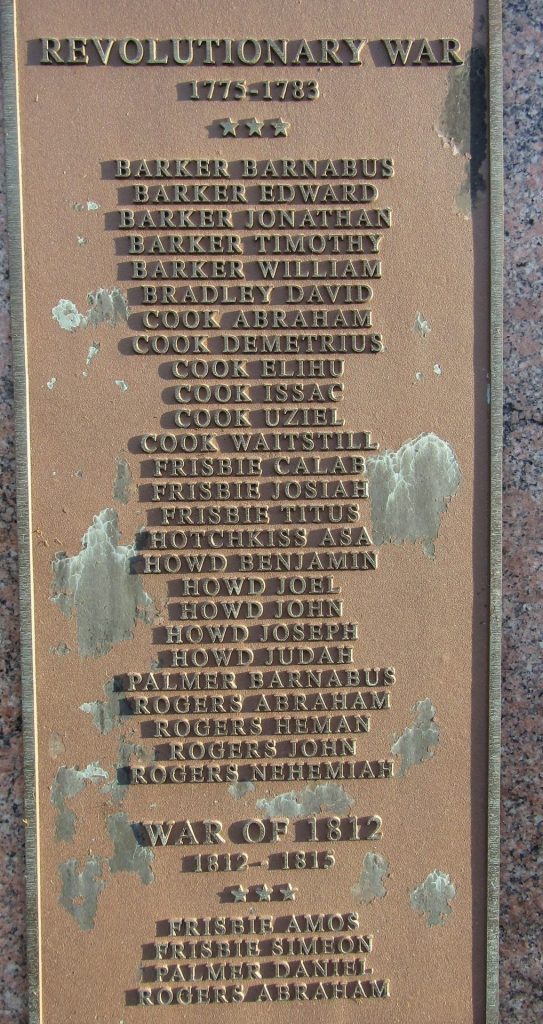 REVOLUTIONARY WAR
1775-1783
BARKER BARNABUS
BARKER EDWARD
BARKER JONATHAN
BARKER TIMOTHY
BARKER WILLIAM
BRADLEY DAVID
COOK ABRAHAM
COOK DEMETRIUS
COOK ELIHU
COOK ISSAC
COOK UZIEL
COOK WAITSTILL
FRISBIE CALAB
FRISBIE JOSIAH
FRISBIE TITUS
HOTCHKISS ASA
HOWD BENJAMIN
HOWD JOEL
HOWD JOHN
HOWD JOSEPH
HOWD JUDAH
PALMER BARNABUS
ROGERS ABRAHAM
ROGERS HEMAN
ROGERS JOHN
ROGERS NEHEMIAH
WAR OF 1812
1812-1815
FRISBIE AMOS
FRISBIE SIMEON
PALMER DANIEL
ROGERS ABRAHAM